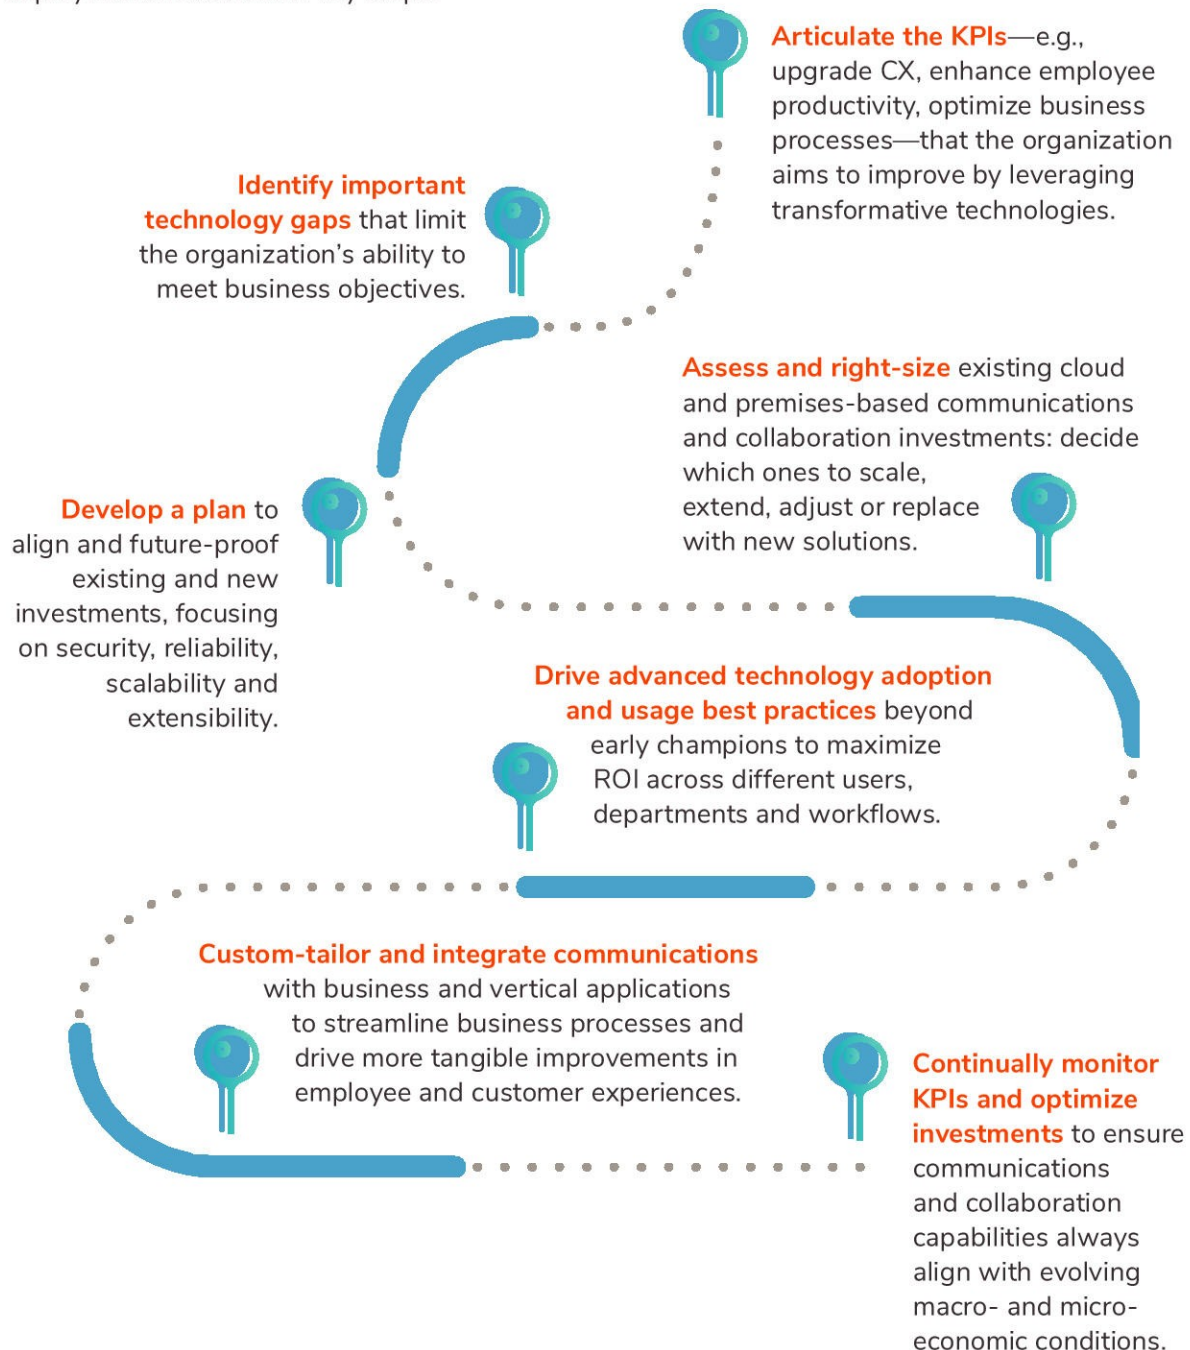 Articulate the KPIs—e.g.,
upgrade CX, enhance employee
productivity, optimize business
processes—that the organization
aims to improve by leveraging
transformative technologies.
Identify important
technology gaps that limit
the organization’s ability to
meet business objectives.
Assess and right-size existing cloud
and premises-based communications
and collaboration investments: decide
which ones to scale,
extend, adjust or replace
with new solutions.
Develop a plan to
align and future-proof
existing and new
investments, focusing
on security, reliability,
scalability and
extensibility.
Drive advanced technology adoption
and usage best practices beyond
early champions to maximize
ROI across different users,
departments and workflows.
Custom-tailor and integrate communications
with business and vertical applications
to streamline business processes and
drive more tangible improvements in
employee and customer experiences.
Continually monitor
KPIs and optimize
investments to ensure
communications
and collaboration
capabilities always
align with evolving
macro- and micro-
economic conditions.